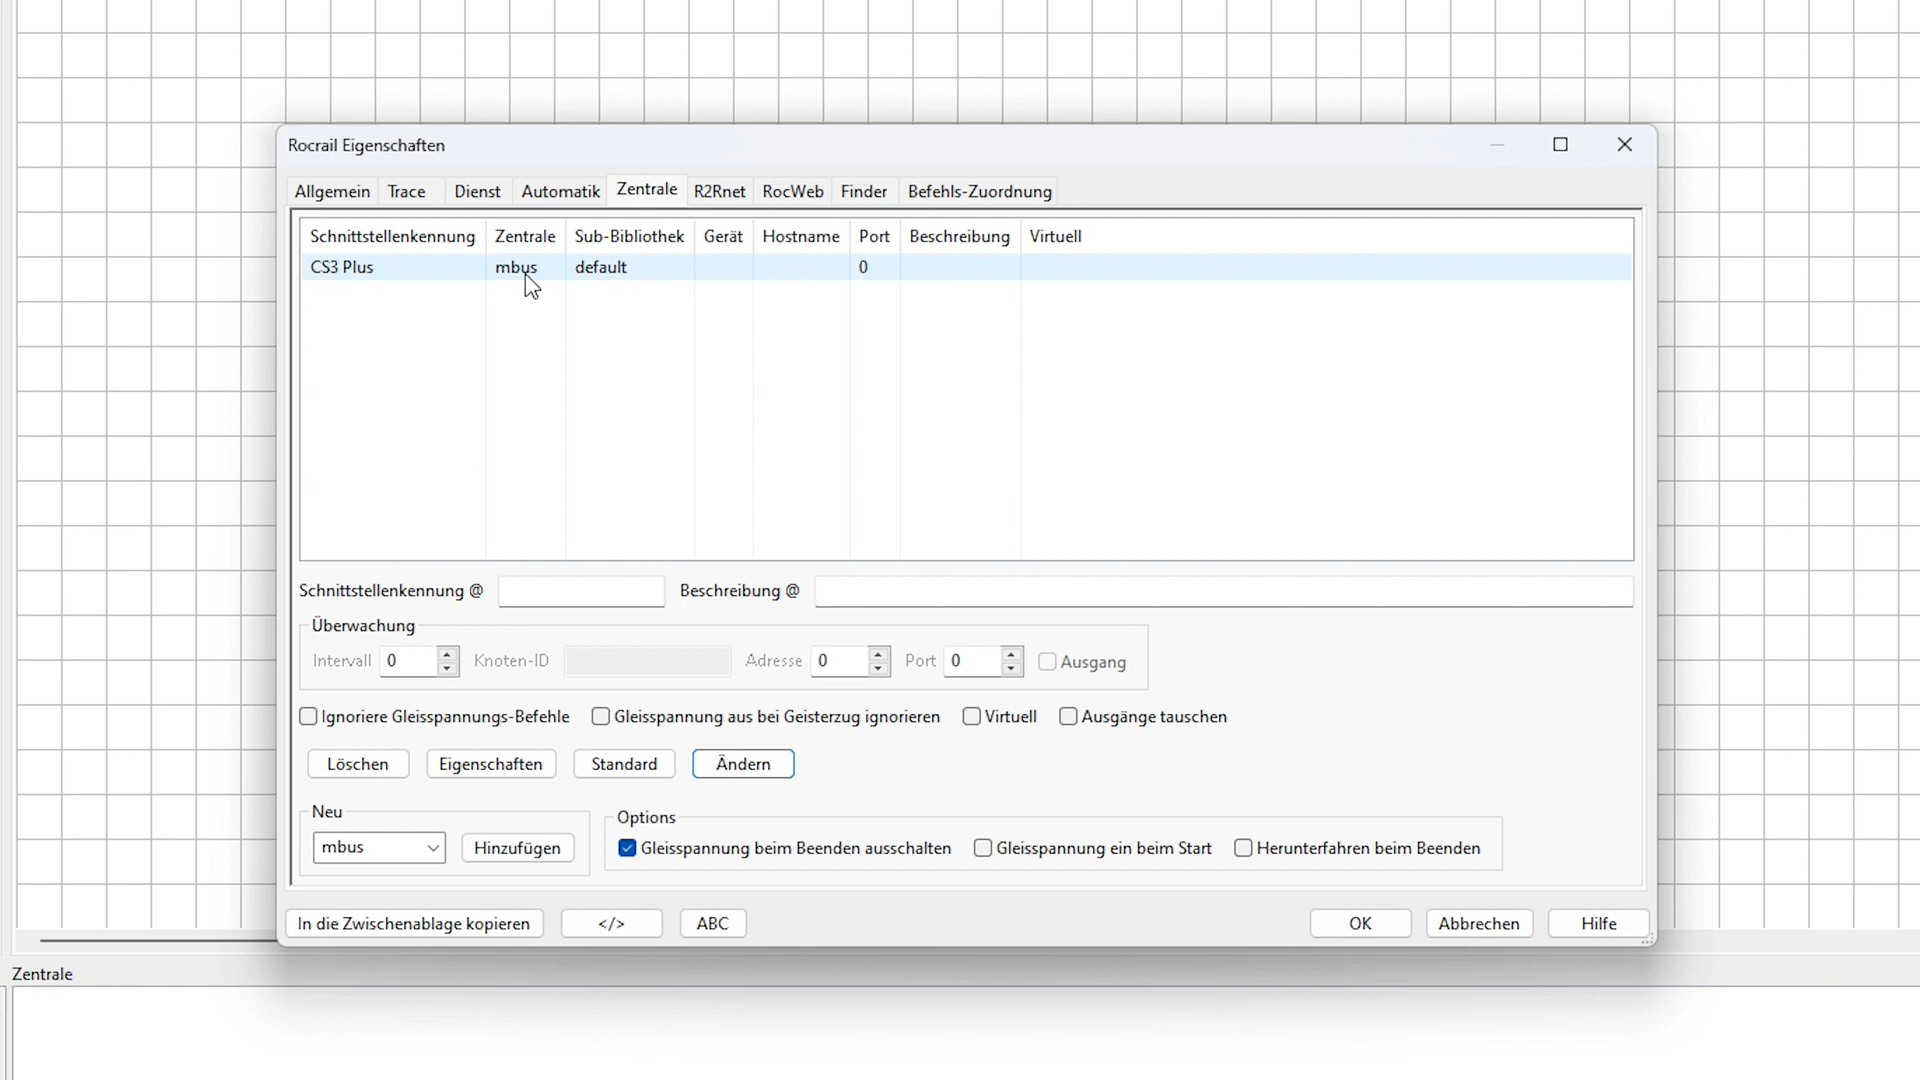 Rocrail Eigenschaften
Allgemein Trace Dienst Automatik Zentrale R2Rnet RocWeb Finder Befehls-Zuordnung
Schnittstellenkennung Zentrale Sub-Bibliothek Gerät Hostname Port Beschreibung Virtuell
CS3 Plus mbus default 0
Schnittstellenkennung @ Beschreibung @
Überwachung
Intervall 0 Knoten-ID Adresse 0 Port 0 Ausgang
Ignoriere Gleisspannungs-Befehle Gleisspannung aus bei Geisterzug ignorieren Virtuell Ausgänge tauschen
Löschen Eigenschaften Standard Ändern
Neu
Options
mbus Hinzufügen Gleisspannung beim Beenden ausschalten Gleisspannung ein beim Start Herunterfahren beim Beenden
In die Zwischenablage kopieren </> ABC OK Abbrechen Hilfe
Zentrale